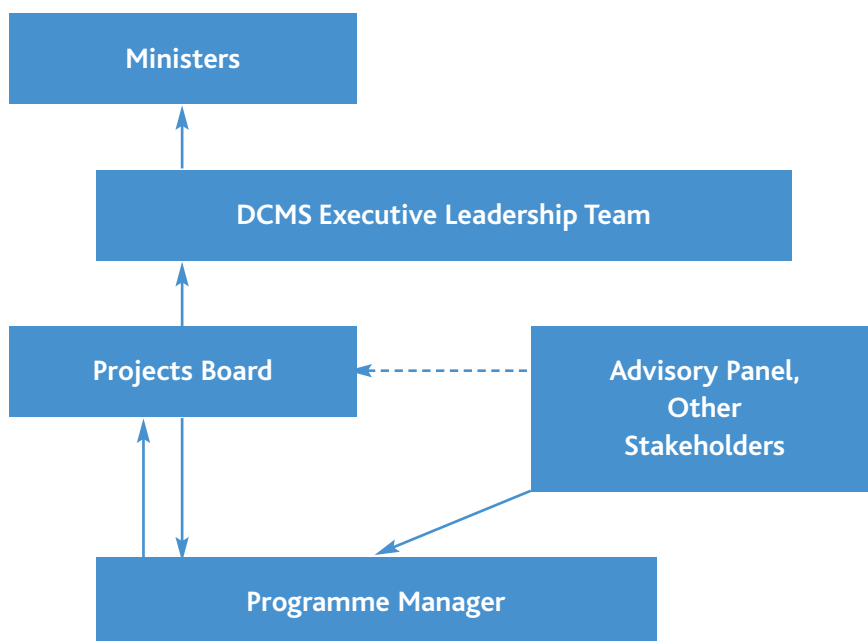 Ministers
DCMS Executive Leadership Team
Projects Board
Advisory Panel,
Other
Stakeholders
Programme Manager